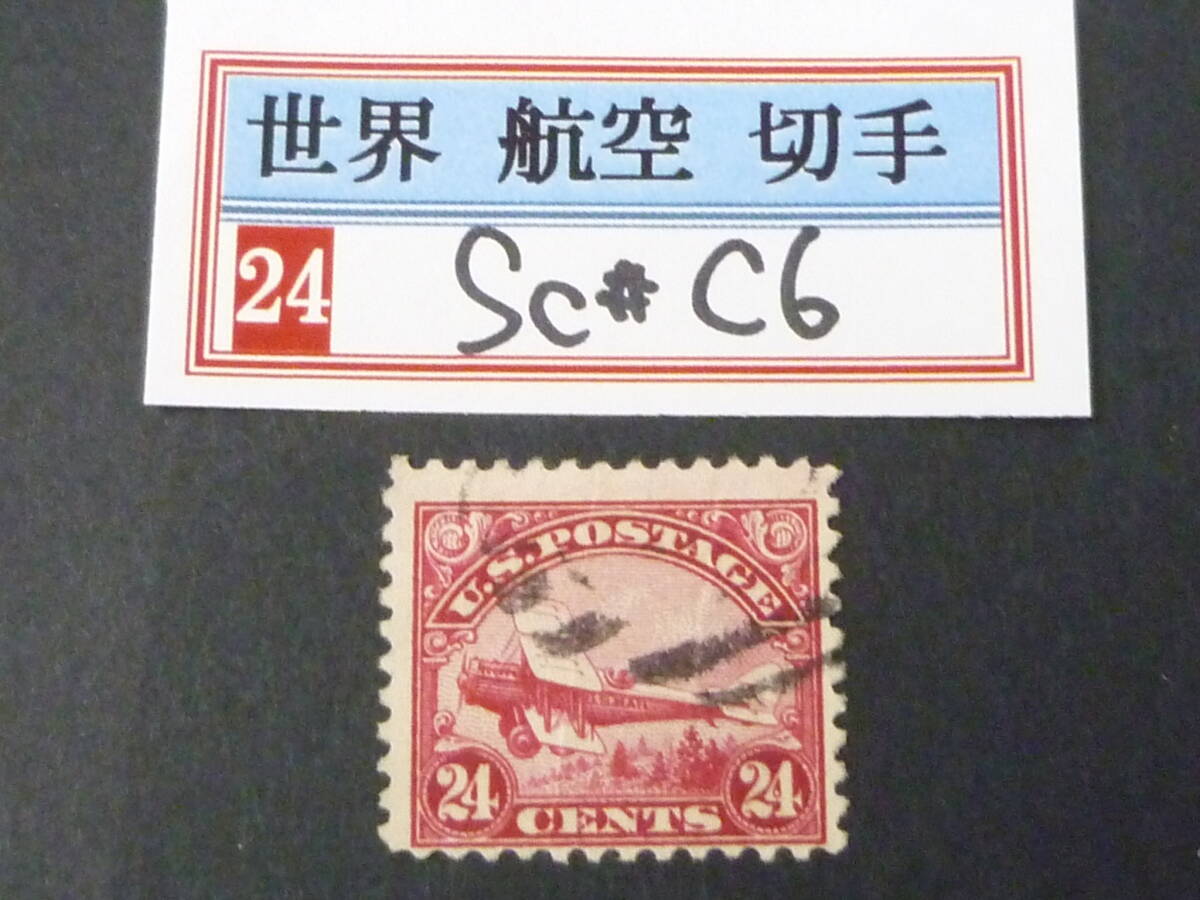 世界 航空 切手
24 Sc# C6
U.S. POSTAGE
U.S. MAIL
24 CENTS 24